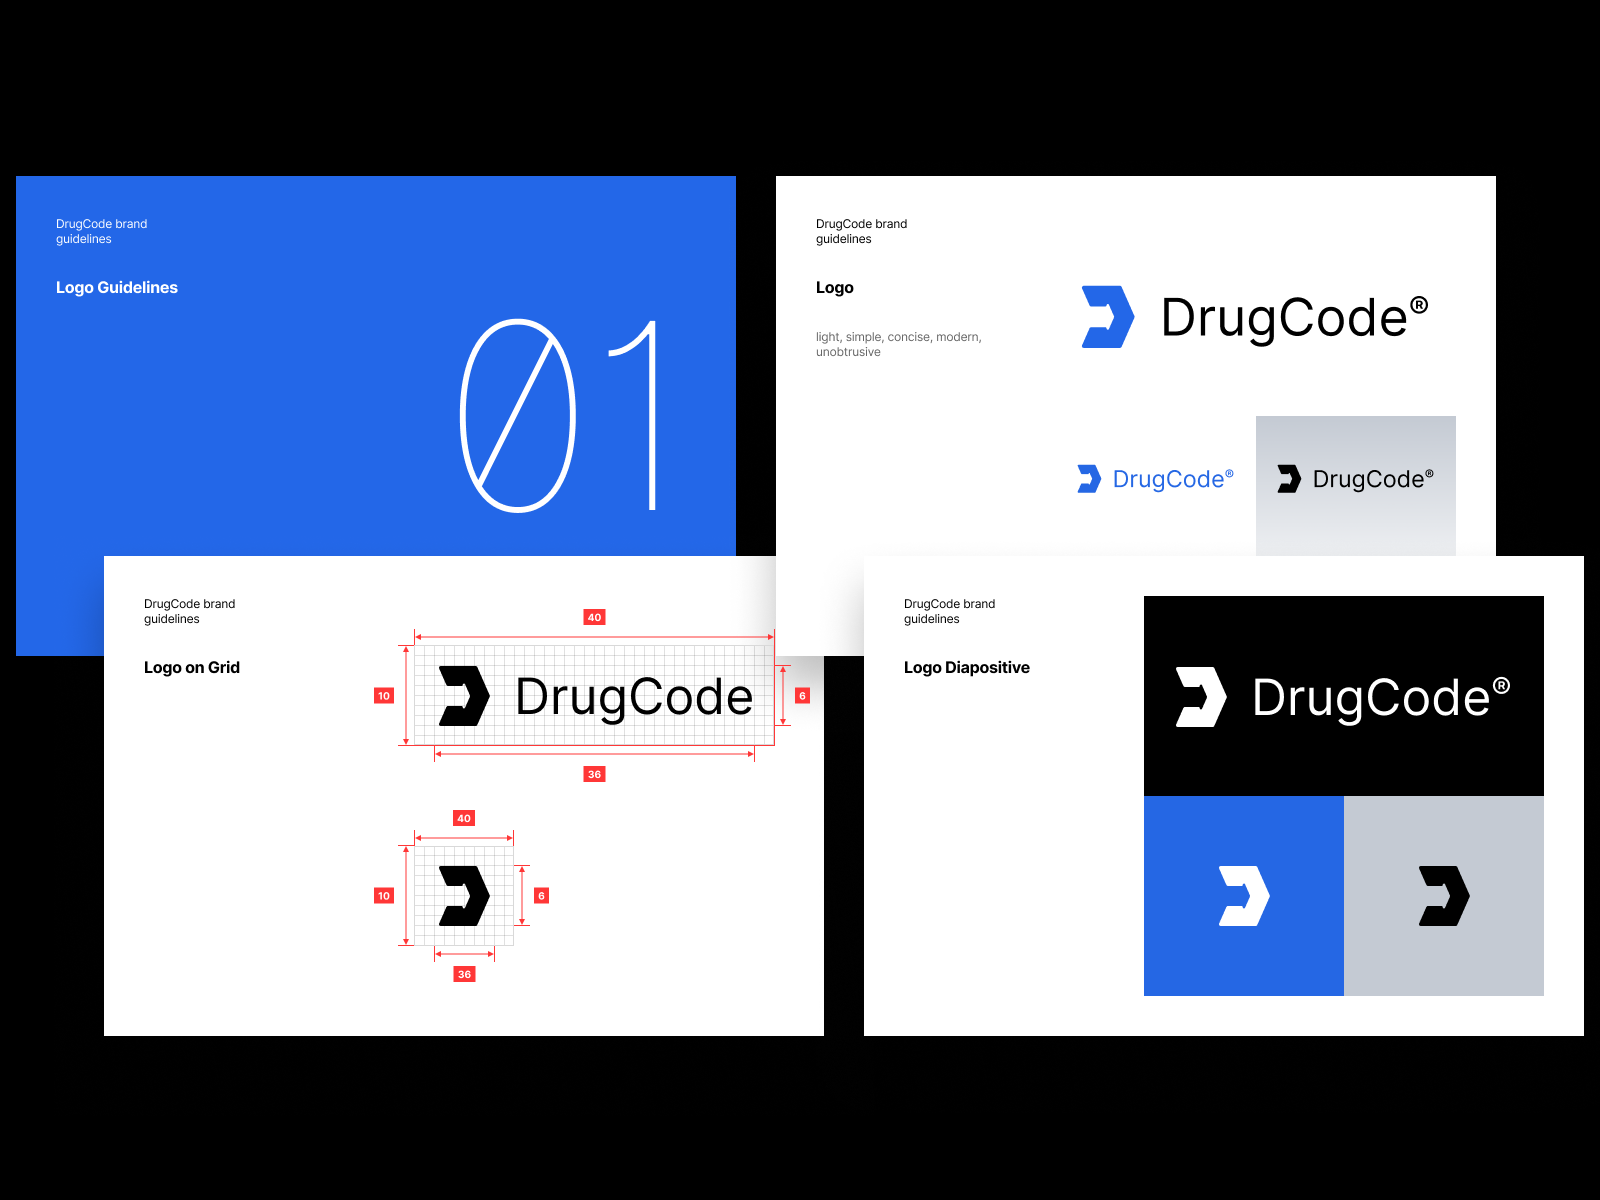 DrugCode brand
guidelines
Logo Guidelines
01
DrugCode brand
guidelines
Logo
light, simple, concise, modern,
unobtrusive
DrugCode®
DrugCode®
DrugCode®
DrugCode brand
guidelines
Logo on Grid
40
10
DrugCode
6
36
40
10
6
36
DrugCode brand
guidelines
Logo Diapositive
DrugCode®